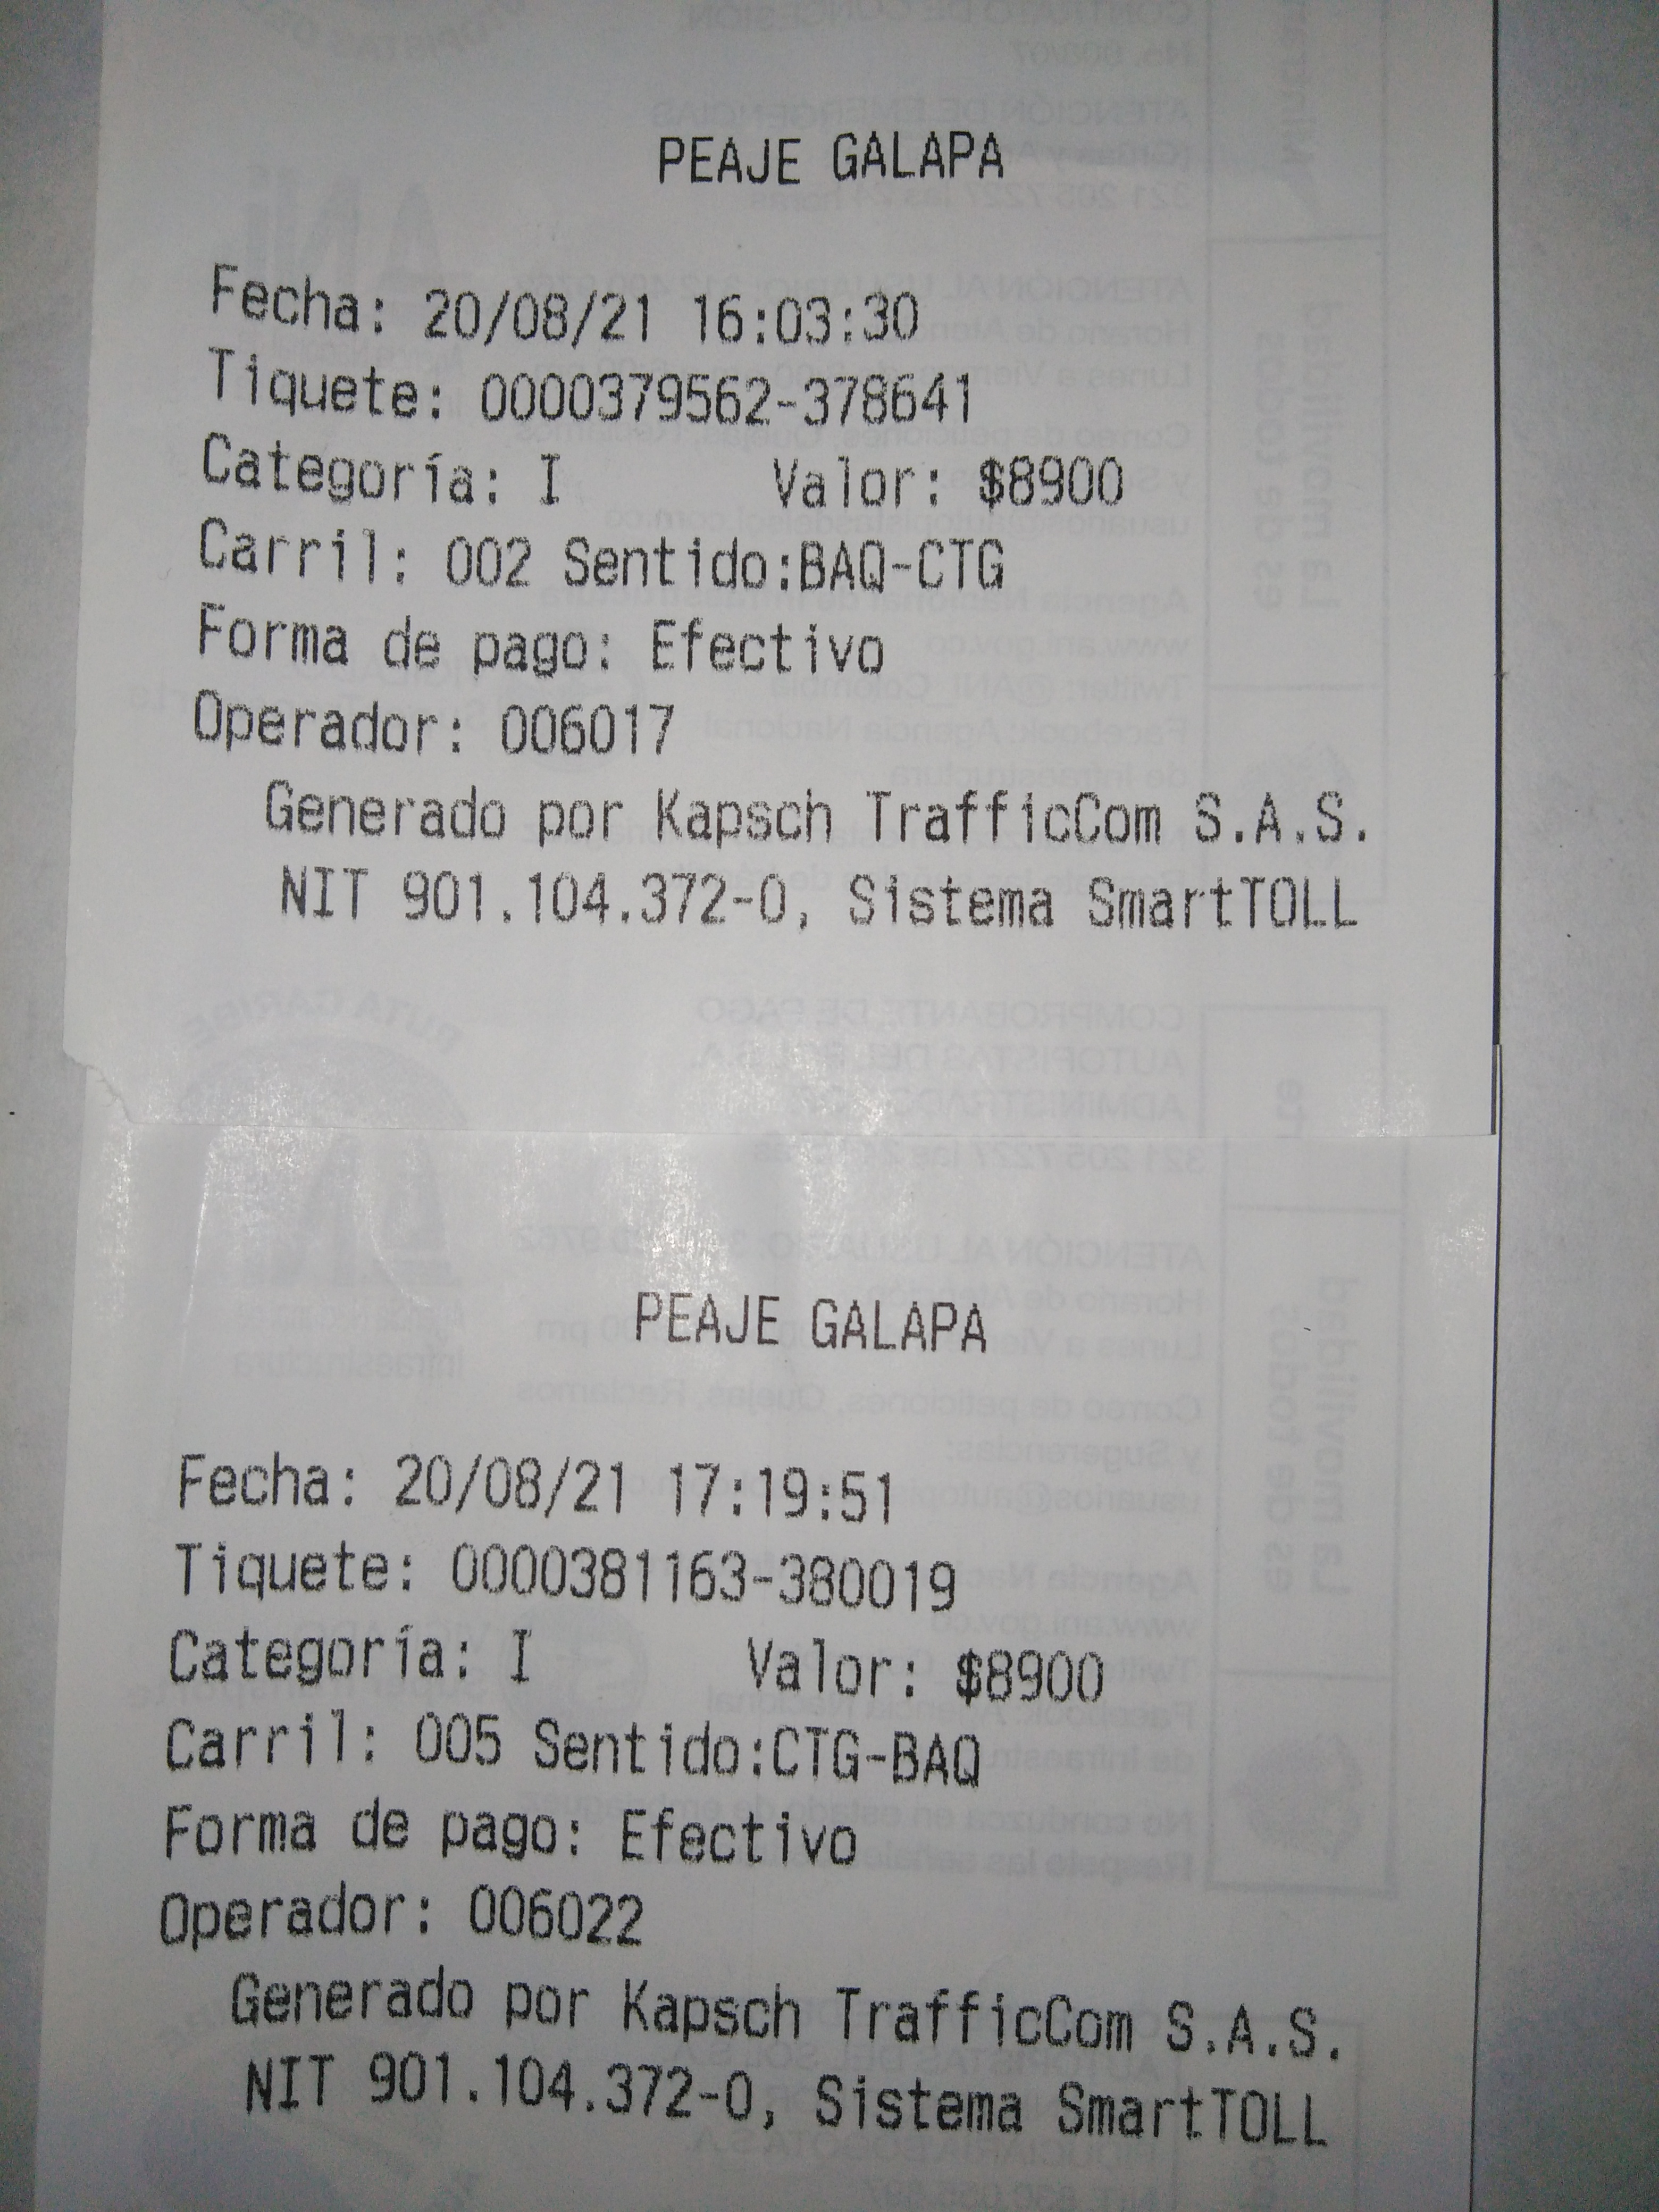 PEAJE GALAPA
Fecha: 20/08/21 16:03:30
Tiquete: 0000379562-378641
Categoría: I Valor: $8900
Carril: 002 Sentido:BAQ-CTG
Forma de pago: Efectivo
Operador: 006017
Generado por Kapsch TrafficCom S.A.S.
NIT 901.104.372-0, Sistema SmartTOLL
PEAJE GALAPA
Fecha: 20/08/21 17:19:51
Tiquete: 0000381163-380019
Categoría: I Valor: $8900
Carril: 005 Sentido:CTG-BAQ
Forma de pago: Efectivo
Operador: 006022
Generado por Kapsch TrafficCom S.A.S.
NIT 901.104.372-0, Sistema SmartTOLL